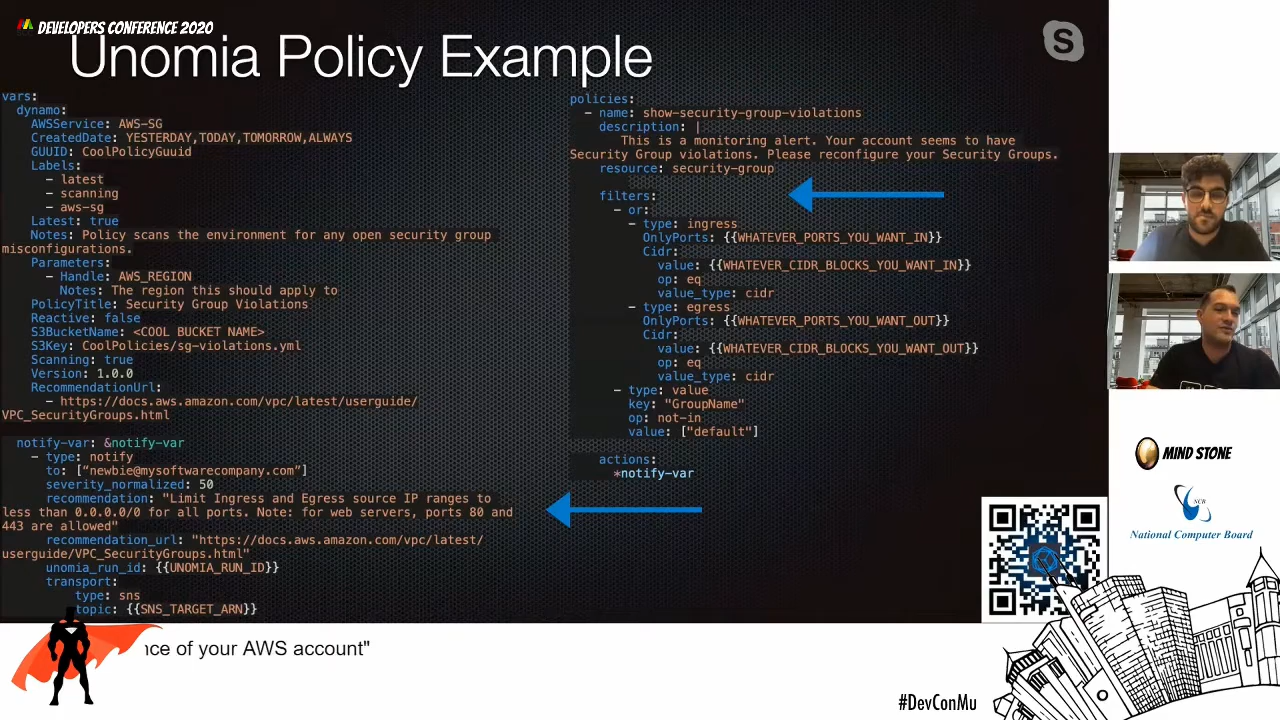 DEVELOPERS CONFERENCE 2020
Unomia Policy Example
vars:
dynamo:
AWSService: AWS-SG
CreatedDate: YESTERDAY,TODAY,TOMORROW,ALWAYS
GUUID: CoolPolicyGuuid
Labels:
- latest
- scanning
- aws-sg
Latest: true
Notes: Policy scans the environment for any open security group
misconfigurations.
Parameters:
- Handle: AWS_REGION
Notes: The region this should apply to
PolicyTitle: Security Group Violations
Reactive: false
S3BucketName: <COOL BUCKET NAME>
S3Key: CoolPolicies/sg-violations.yml
Scanning: true
Version: 1.0.0
RecommendationUrl:
- https://docs.aws.amazon.com/vpc/latest/userguide/
VPC_SecurityGroups.html
notify-var: &notify-var
- type: notify
to: ["newbie@mysoftwarecompany.com"]
severity_normalized: 50
recommendation: "Limit Ingress and Egress source IP ranges to
less than 0.0.0.0/0 for all ports. Note: for web servers, ports 80 and
443 are allowed"
recommendation_url: "https://docs.aws.amazon.com/vpc/latest/
userguide/VPC_SecurityGroups.html"
unomia_run_id: {{UNOMIA_RUN_ID}}
transport:
type: sns
topic: {{SNS_TARGET_ARN}}
policies:
- name: show-security-group-violations
description: |
This is a monitoring alert. Your account seems to have
Security Group violations. Please reconfigure your Security Groups.
resource: security-group
filters:
- or:
- type: ingress
OnlyPorts: {{WHATEVER_PORTS_YOU_WANT_IN}}
Cidr:
value: {{WHATEVER_CIDR_BLOCKS_YOU_WANT_IN}}
op: eq
value_type: cidr
- type: egress
OnlyPorts: {{WHATEVER_PORTS_YOU_WANT_OUT}}
Cidr:
value: {{WHATEVER_CIDR_BLOCKS_YOU_WANT_OUT}}
op: eq
value_type: cidr
- type: value
key: "GroupName"
op: not-in
value: ["default"]
actions:
*notify-var
S
MIND STONE
NCB
National Computer Board
nce of your AWS account"
#DevConMu